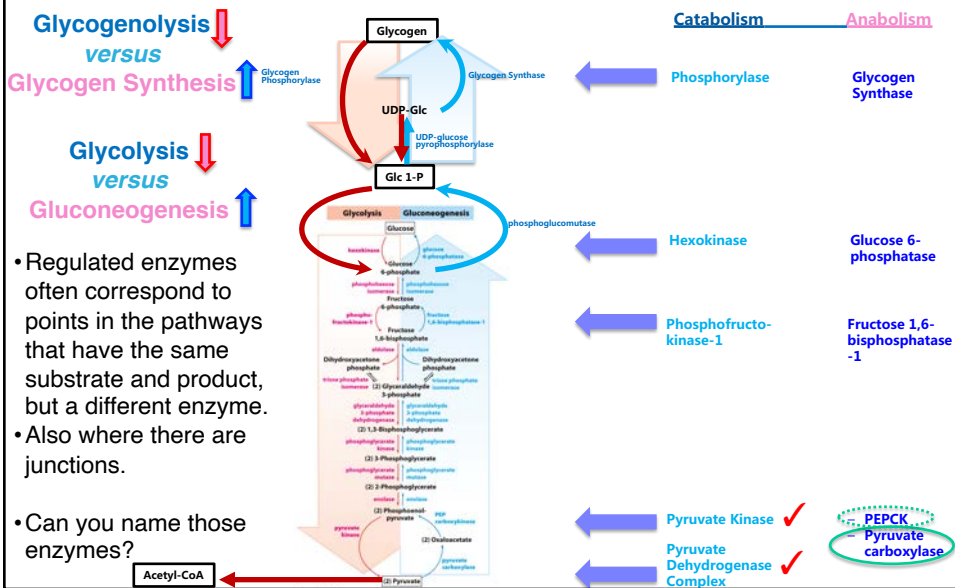 Glycogenolysis
versus
Glycogen Synthesis
Glycolysis
versus
Gluconeogenesis
•Regulated enzymes
often correspond to
points in the pathways
that have the same
substrate and product,
but a different enzyme.
•Also where there are
junctions.
•Can you name those
enzymes?
Acetyl-CoA
Glycogen
Glycogen
Phosphorylase
Glycogen Synthase
UDP-Glc
UDP-glucose
pyrophosphorylase
Glc 1-P
phosphoglucomutase
Glycolysis
Gluconeogenesis
Glucose
hexokinase
glucose
6-phosphatase
Glucose
6-phosphate
phosphohexose
isomerase
phosphohexose
isomerase
Fructose
6-phosphate
phospho-
fructokinase-1
fructose
1,6-bisphosphatase-1
Fructose
1,6-bisphosphate
aldolase
aldolase
Dihydroxyacetone
phosphate
Dihydroxyacetone
phosphate
triose phosphate
isomerase
triose phosphate
isomerase
(2) Glyceraldehyde
3-phosphate
glyceraldehyde
3-phosphate
dehydrogenase
glyceraldehyde
3-phosphate
dehydrogenase
(2) 1,3-Bisphosphoglycerate
phosphoglycerate
kinase
phosphoglycerate
kinase
(2) 3-Phosphoglycerate
phosphoglycerate
mutase
phosphoglycerate
mutase
(2) 2-Phosphoglycerate
enolase
enolase
(2) Phosphoenol-
pyruvate
PEP
carboxykinase
pyruvate
kinase
(2) Oxaloacetate
pyruvate
carboxylase
(2) Pyruvate
Catabolism
Anabolism
Phosphorylase
Glycogen
Synthase
Hexokinase
Glucose 6-
phosphatase
Phosphofructo-
kinase-1
Fructose 1,6-
bisphosphatase
-1
Pyruvate Kinase ✓
– PEPCK
– Pyruvate
carboxylase
Pyruvate
Dehydrogenase ✓
Complex